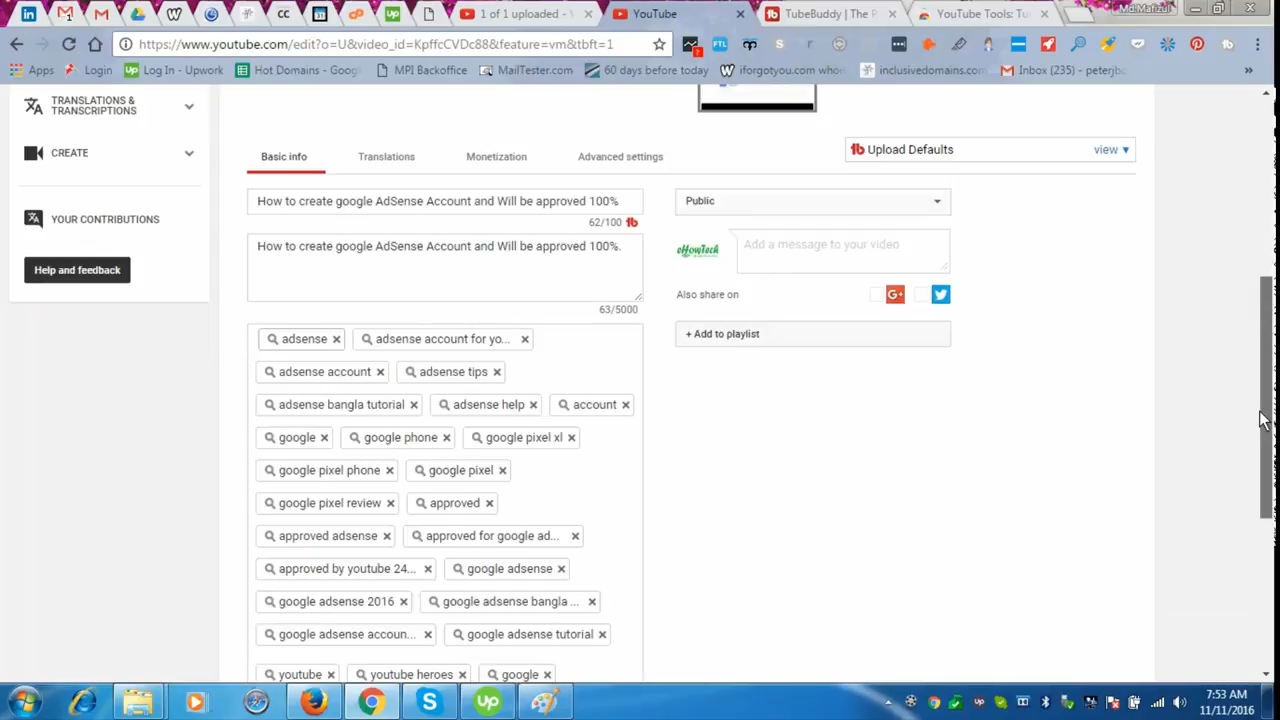 Md.Mafizul
1 of 1 uploaded - 
YouTube
TubeBuddy | The P
YouTube Tools: Tu
https://www.youtube.com/edit?o=U&video_id=KpffcCVDc88&feature=vm&tbft=1
Apps
Login
Log In - Upwork
Hot Domains - Goog
MPI Backoffice
MailTester.com
60 days before today
iforgotyou.com whoi
inclusivedomains.com
Inbox (235) - peterjb
TRANSLATIONS &
TRANSCRIPTIONS
CREATE
YOUR CONTRIBUTIONS
Help and feedback
Basic info
Translations
Monetization
Advanced settings
Upload Defaults
view ▼
How to create google AdSense Account and Will be approved 100%
62/100
How to create google AdSense Account and Will be approved 100%.
63/5000
Public
eHowTech
Add a message to your video
Also share on
G+
+ Add to playlist
adsense
adsense account for yo...
adsense account
adsense tips
adsense bangla tutorial
adsense help
account
google
google phone
google pixel xl
google pixel phone
google pixel
google pixel review
approved
approved adsense
approved for google ad...
approved by youtube 24...
google adsense
google adsense 2016
google adsense bangla ...
google adsense accoun...
google adsense tutorial
youtube
youtube heroes
google
7:53 AM
11/11/2016